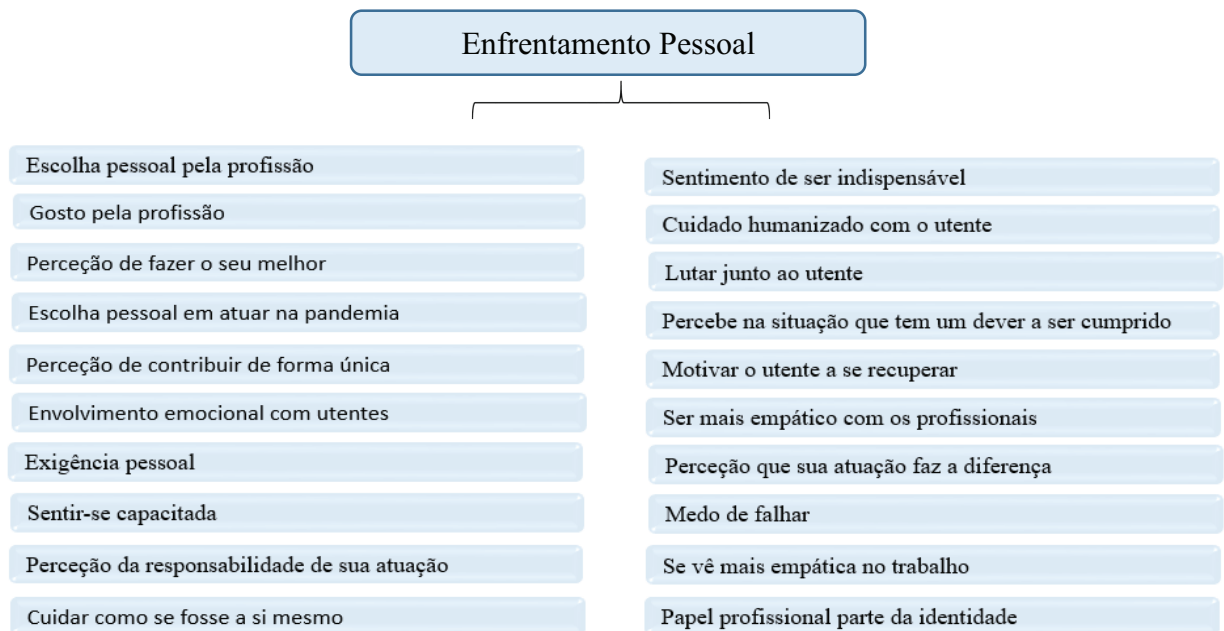 Enfrentamento Pessoal
Escolha pessoal pela profissão
Gosto pela profissão
Perceção de fazer o seu melhor
Escolha pessoal em atuar na pandemia
Perceção de contribuir de forma única
Envolvimento emocional com utentes
Exigência pessoal
Sentir-se capacitada
Perceção da responsabilidade de sua atuação
Cuidar como se fosse a si mesmo
Sentimento de ser indispensável
Cuidado humanizado com o utente
Lutar junto ao utente
Percebe na situação que tem um dever a ser cumprido
Motivar o utente a se recuperar
Ser mais empático com os profissionais
Perceção que sua atuação faz a diferença
Medo de falhar
Se vê mais empática no trabalho
Papel profissional parte da identidade